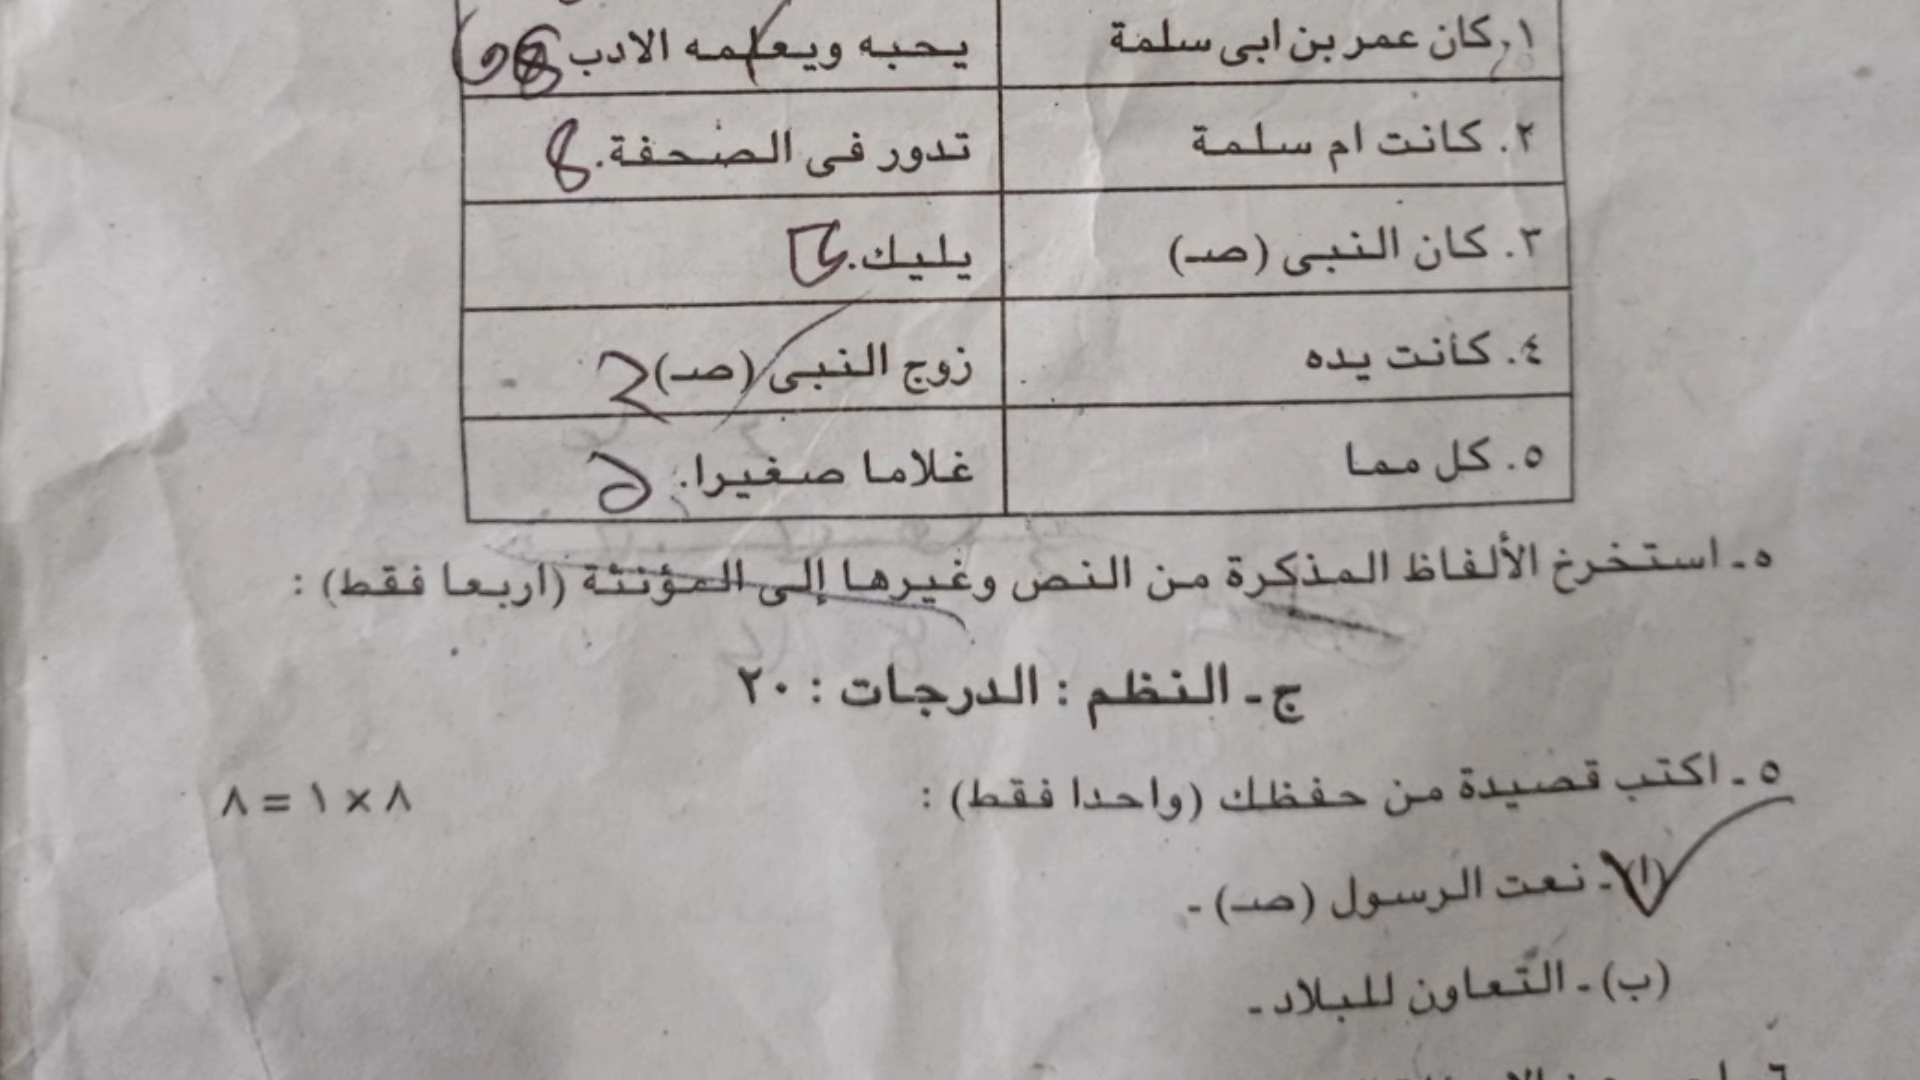 ١. كان عمر بن ابى سلمة يحبه ويعلمه الادب
٢. كانت ام سلمة تدور فى الصحفة.
٣. كان النبى (صـ) يليك.
٤. كانت يده زوج النبى (صـ)
٥. كل مما غلاما صغيرا.
٥ـ استخرخ الألفاظ المذكرة من النص وغيرها إلى المؤنثة (اربعا فقط) :
ج ـ النظم : الدرجات : ٢٠
٥ ـ اكتب قصيدة من حفظك (واحدا فقط) : ٨ × ١ = ٨
(ا) ـ نعت الرسول (صـ) ـ
(ب) ـ التعاون للبلاد ـ